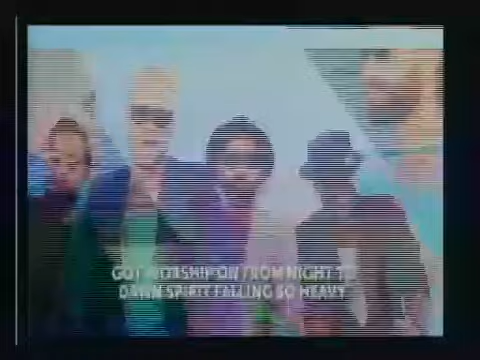 GOT WORSHIP ON FROM NIGHT TO
DAWN SPIRIT FALLING SO HEAVY